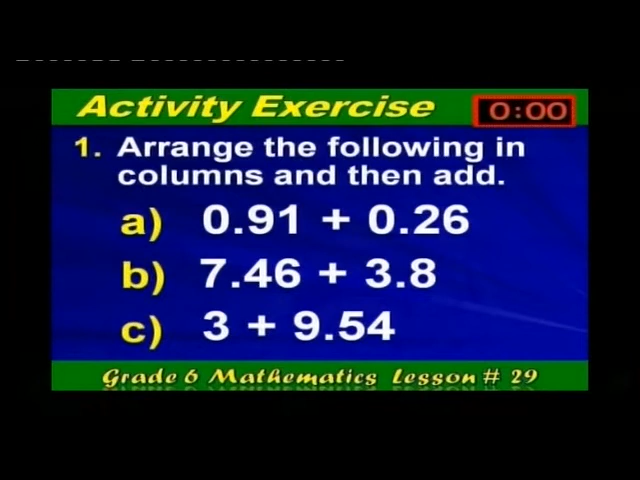 Activity Exercise
0:00
1. Arrange the following in
columns and then add.
a) 0.91 + 0.26
b) 7.46 + 3.8
c) 3 + 9.54
Grade 6 Mathematics Lesson # 29